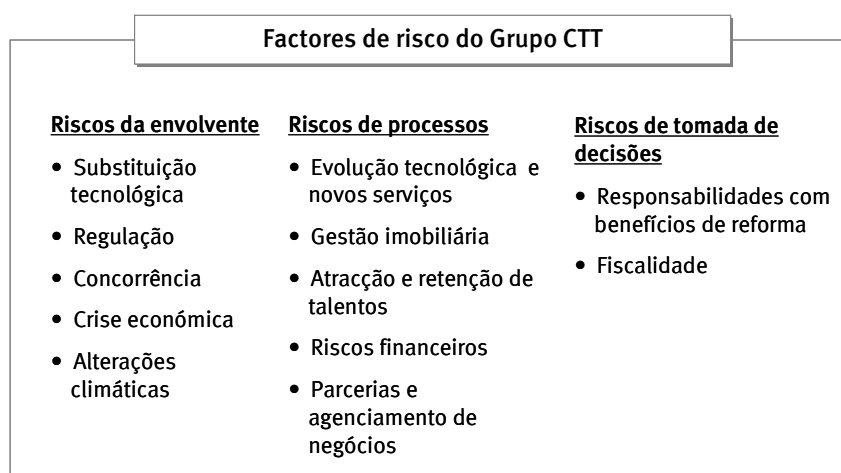 Factores de risco do Grupo CTT
Riscos da envolvente
• Substituição
tecnológica
• Regulação
• Concorrência
• Crise económica
• Alterações
climáticas
Riscos de processos
• Evolução tecnológica e
novos serviços
• Gestão imobiliária
• Atracção e retenção de
talentos
• Riscos financeiros
• Parcerias e
agenciamento de
negócios
Riscos de tomada de
decisões
• Responsabilidades com
benefícios de reforma
• Fiscalidade